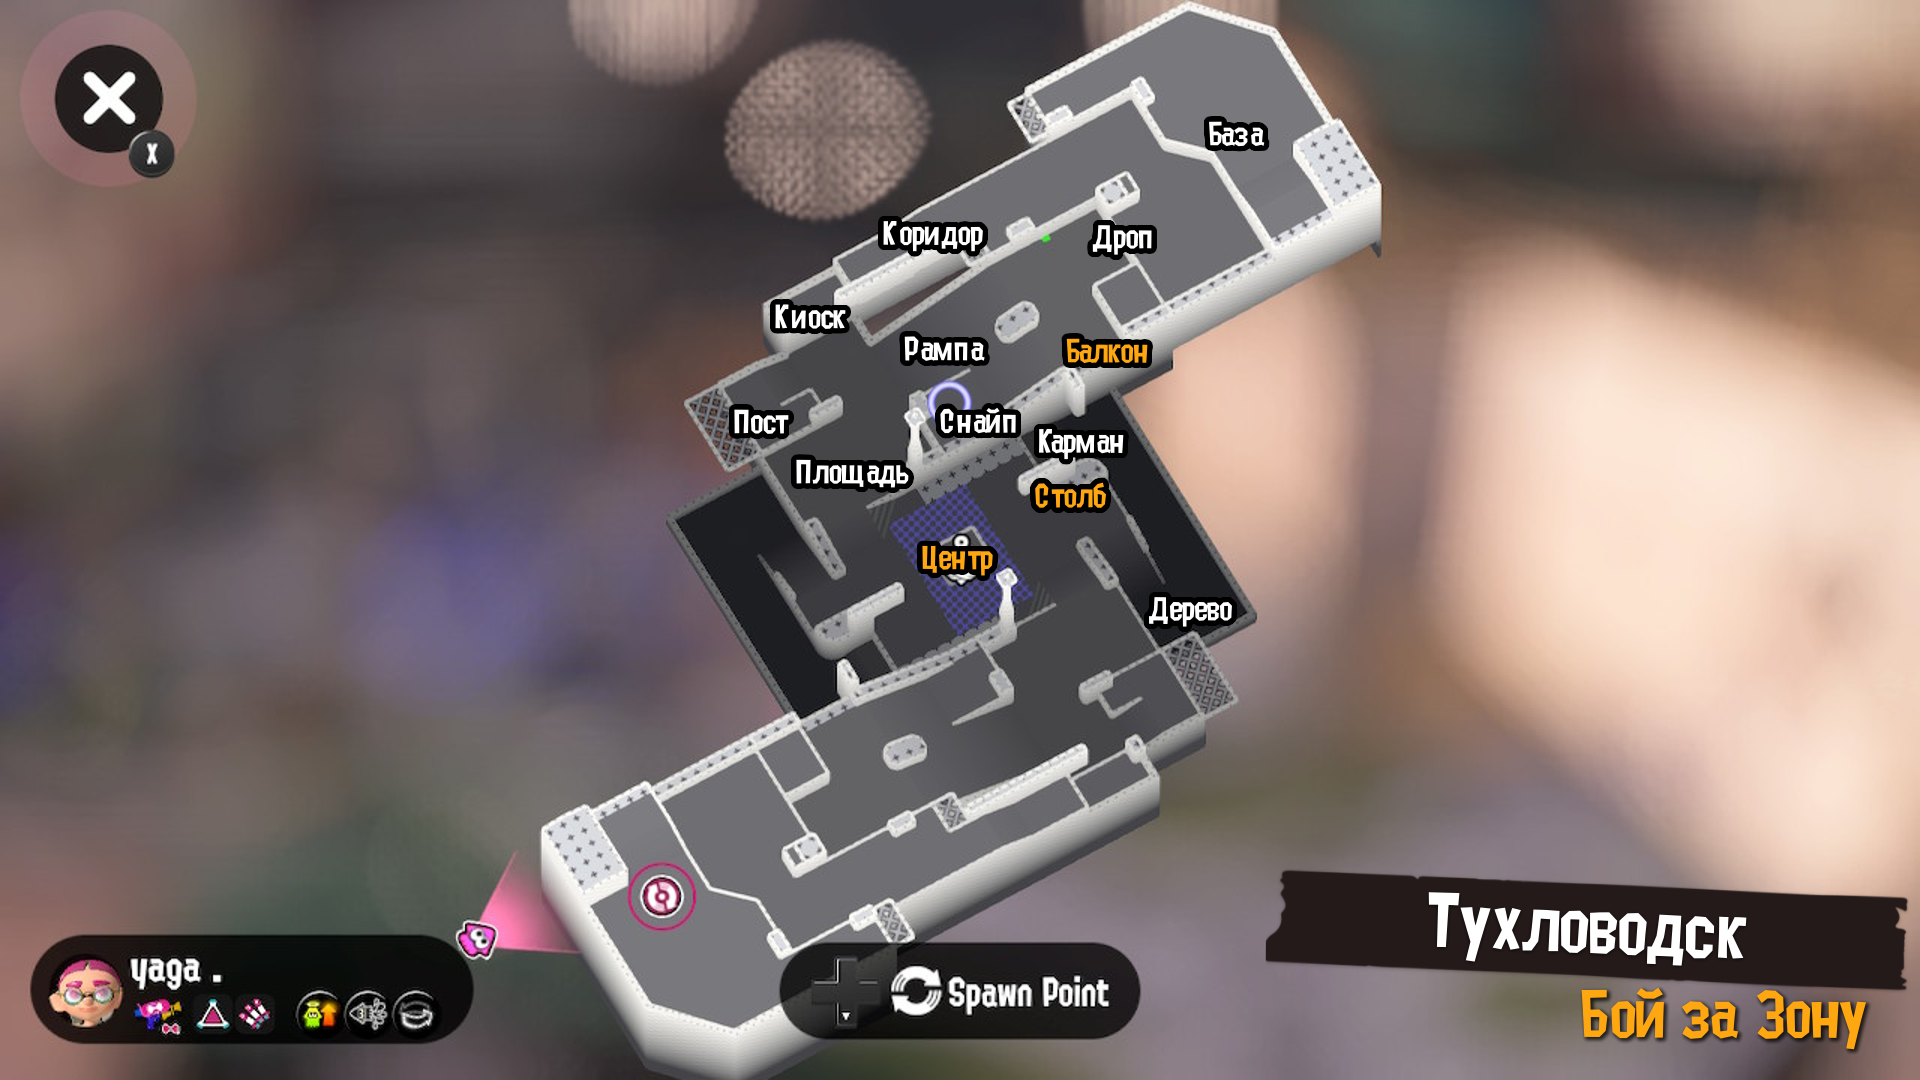 X
База
Коридор
Дроп
Киоск
Рампа
Балкон
Пост
Снайп
Карман
Площадь
Столб
Центр
Дерево
Тухловодск
yaga .
3
Spawn Point
Бой за Зону